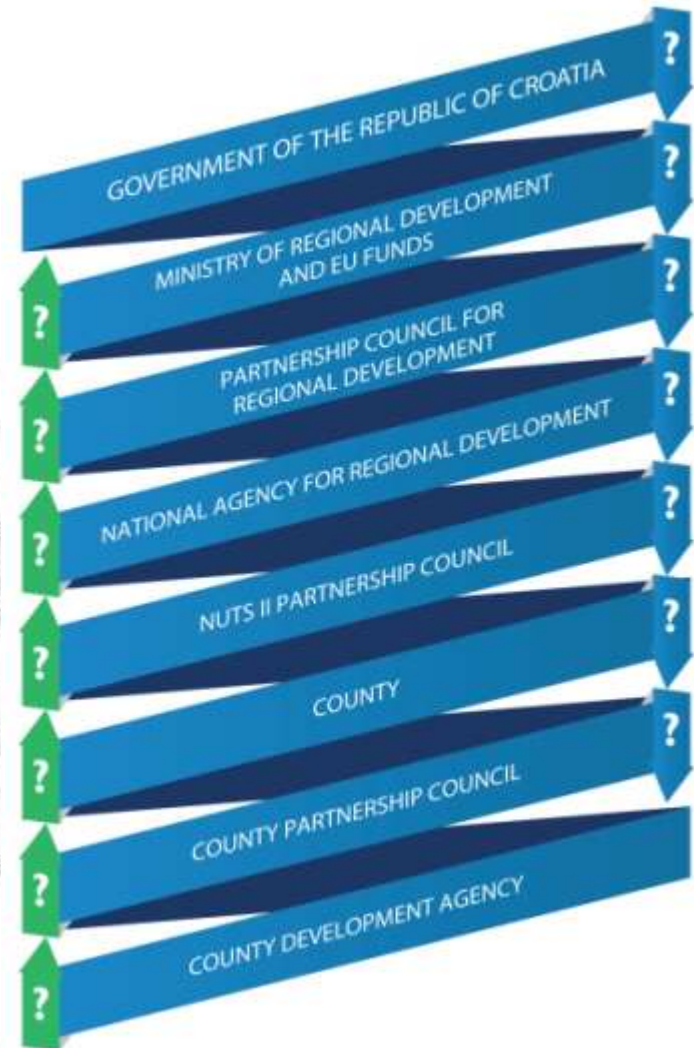 ?
GOVERNMENT OF THE REPUBLIC OF CROATIA
?
MINISTRY OF REGIONAL DEVELOPMENT
AND EU FUNDS
?
?
PARTNERSHIP COUNCIL FOR
REGIONAL DEVELOPMENT
?
?
NATIONAL AGENCY FOR REGIONAL DEVELOPMENT
?
?
NUTS II PARTNERSHIP COUNCIL
?
?
COUNTY
?
?
COUNTY PARTNERSHIP COUNCIL
?
COUNTY DEVELOPMENT AGENCY
?